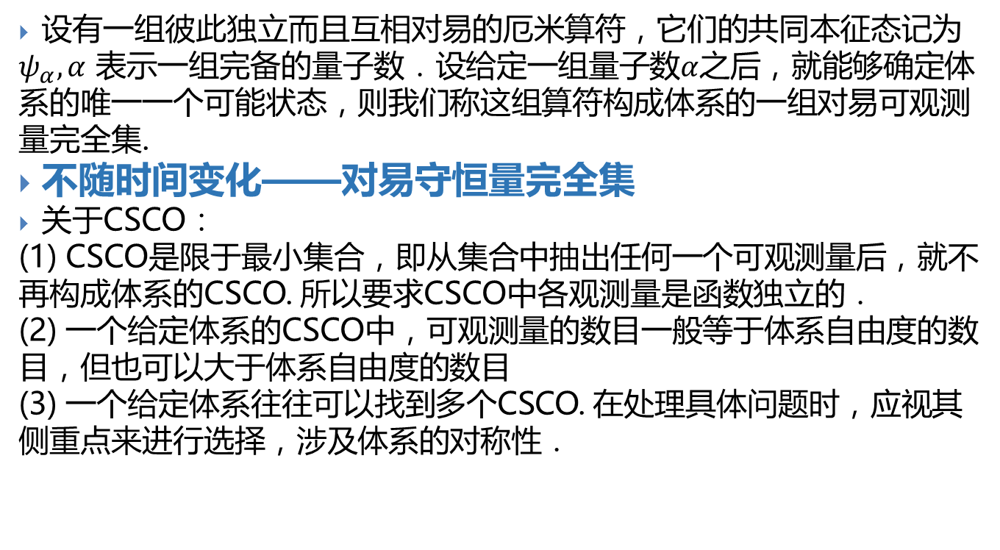 设有一组彼此独立而且互相对易的厄米算符，它们的共同本征态记为
𝜓𝛼, 𝛼 表示一组完备的量子数．设给定一组量子数𝛼之后，就能够确定体
系的唯一一个可能状态，则我们称这组算符构成体系的一组对易可观测
量完全集.
不随时间变化——对易守恒量完全集
关于CSCO：
(1) CSCO是限于最小集合，即从集合中抽出任何一个可观测量后，就不
再构成体系的CSCO. 所以要求CSCO中各观测量是函数独立的．
(2) 一个给定体系的CSCO中，可观测量的数目一般等于体系自由度的数
目，但也可以大于体系自由度的数目
(3) 一个给定体系往往可以找到多个CSCO. 在处理具体问题时，应视其
侧重点来进行选择，涉及体系的对称性．